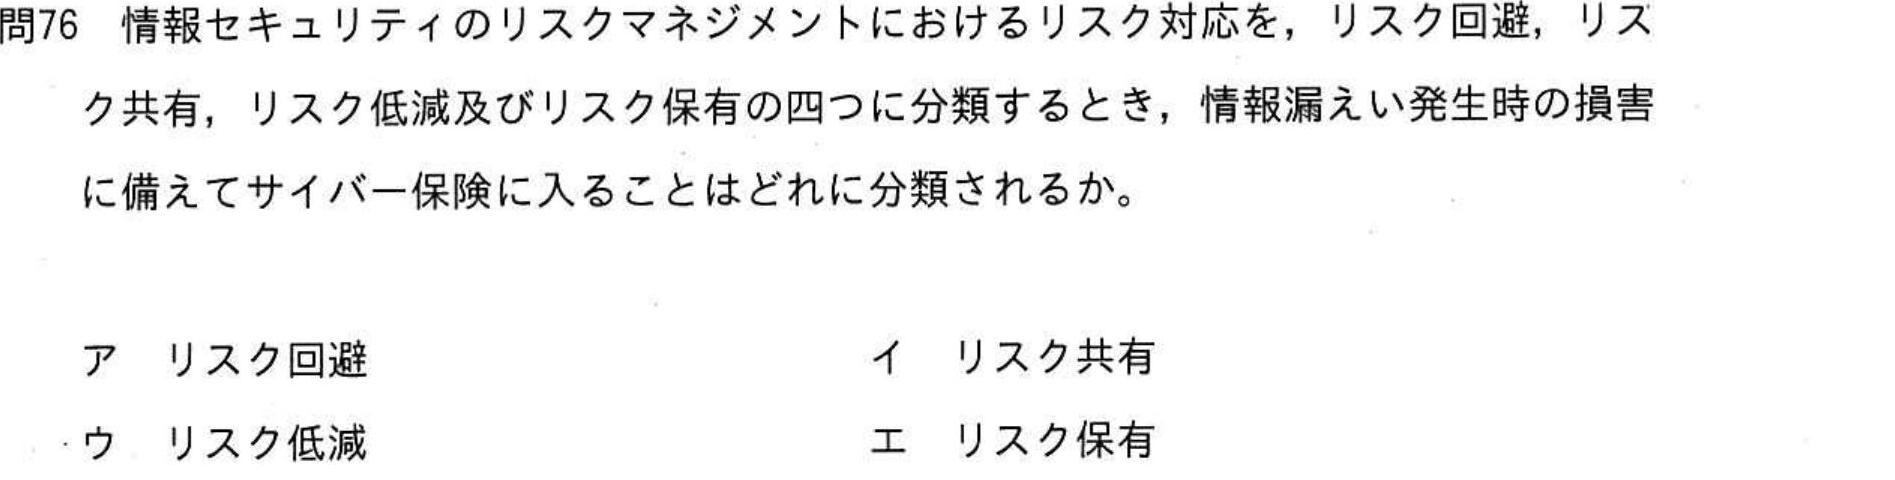 問76 情報セキュリティのリスクマネジメントにおけるリスク対応を，リスク回避，リス
ク共有，リスク低減及びリスク保有の四つに分類するとき，情報漏えい発生時の損害
に備えてサイバー保険に入ることはどれに分類されるか。
ア リスク回避
イ リスク共有
ウ リスク低減
エ リスク保有